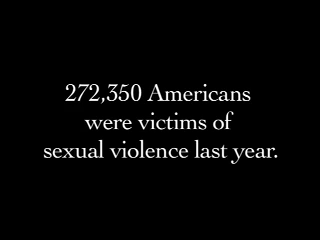 272,350 Americans
were victims of
sexual violence last year.